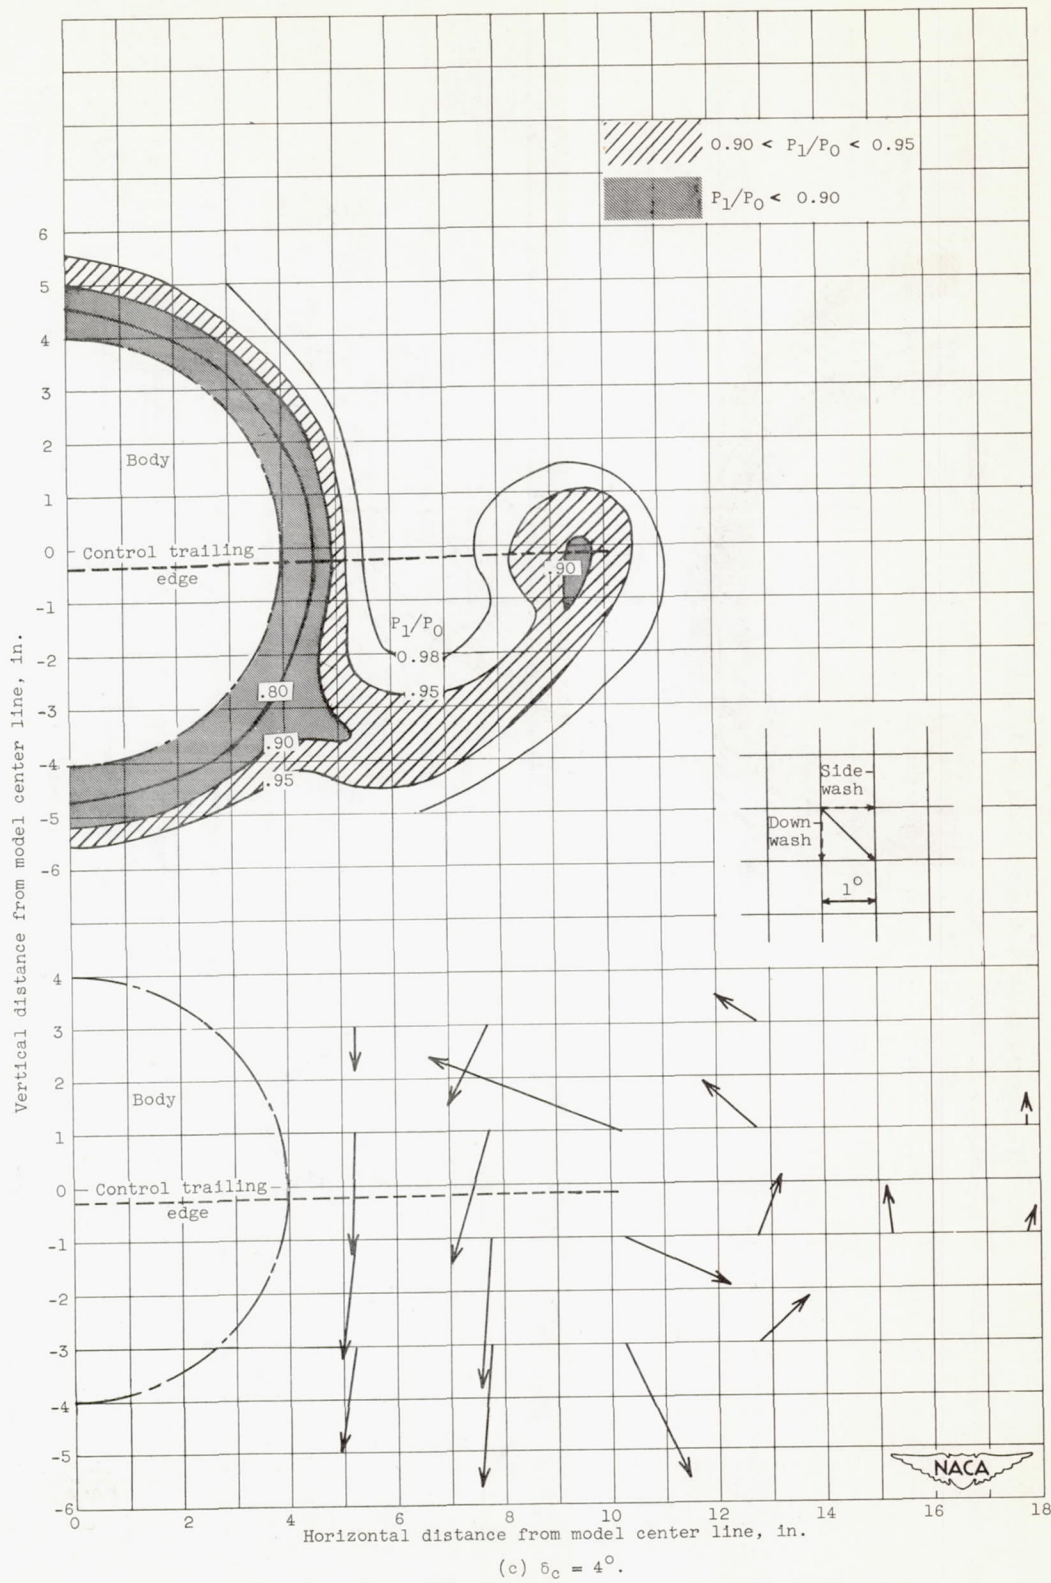 0.90 < P1/P0 < 0.95
P1/P0 < 0.90
6
5
4
3
2
1
0
-1
-2
-3
-4
-5
-6
Body
Control trailing
edge
.90
P1/P0
0.98
.95
.80
.90
.95
Side-
wash
Down-
wash
1°
Vertical distance from model center line, in.
4
3
2
1
0
-1
-2
-3
-4
-5
-6
Body
Control trailing
edge
NACA
0 2 4 6 8 10 12 14 16 18
Horizontal distance from model center line, in.
(c) δc = 4°.